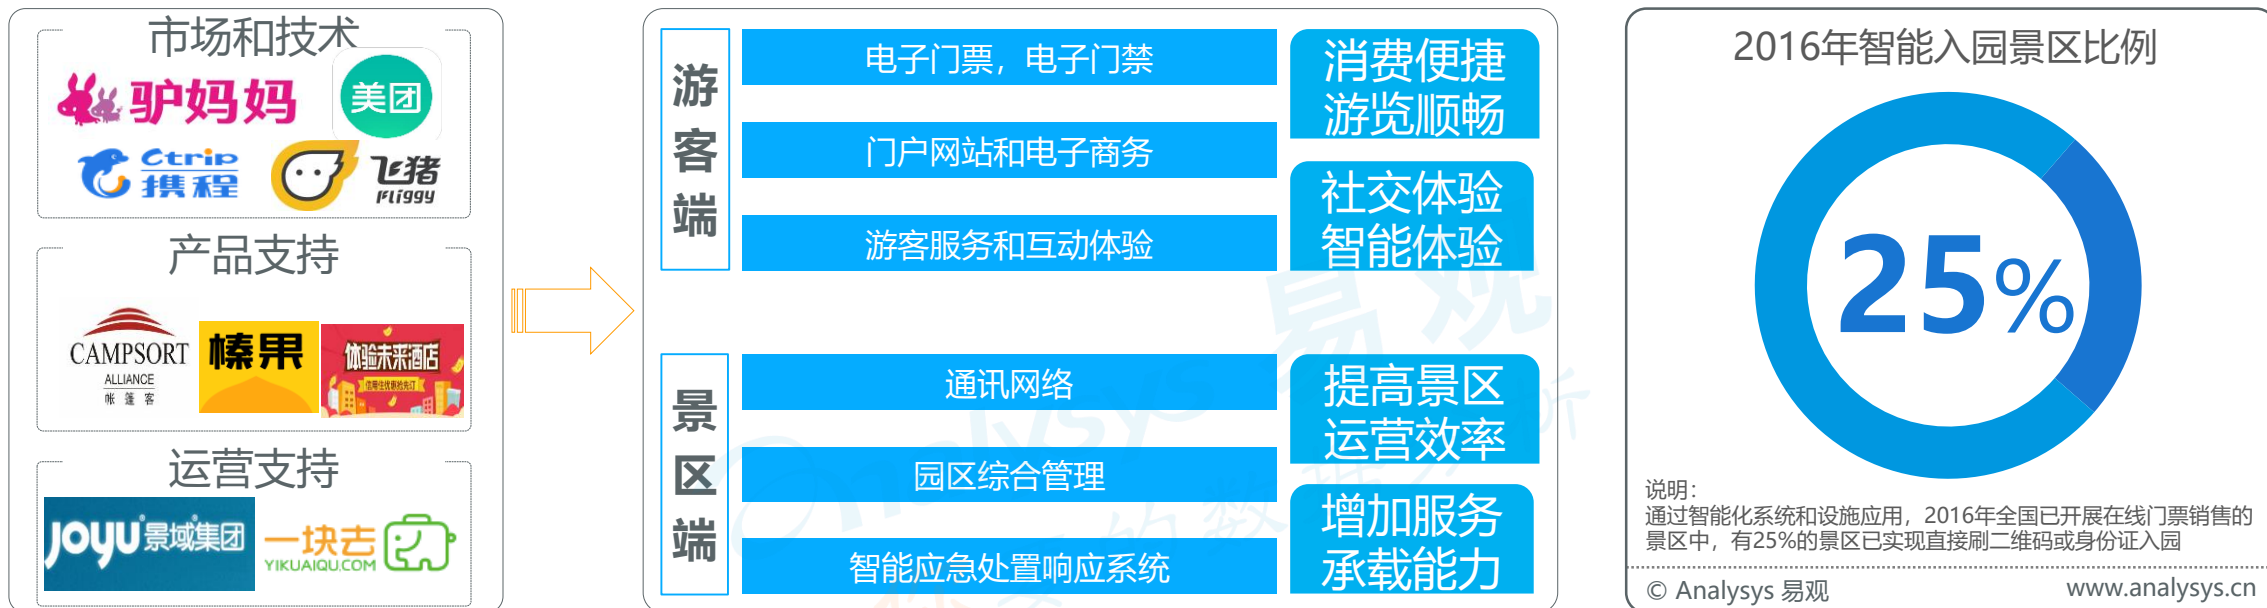 市场和技术
驴妈妈
美团
Ctrip
携程
飞猪
Fliggy
产品支持
CAMPSORT
ALLIANCE
帐篷客
榛果
体验未来酒店
信用住优惠抢先订
运营支持
JOYU景域集团
一块去
YIKUAIQU.COM
游客端
电子门票，电子门禁
门户网站和电子商务
游客服务和互动体验
消费便捷
游览顺畅
社交体验
智能体验
景区端
通讯网络
园区综合管理
智能应急处置响应系统
提高景区
运营效率
增加服务
承载能力
2016年智能入园景区比例
25%
说明：
通过智能化系统和设施应用，2016年全国已开展在线门票销售的
景区中，有25%的景区已实现直接刷二维码或身份证入园
© Analysys 易观
www.analysys.cn
Analysys 易观